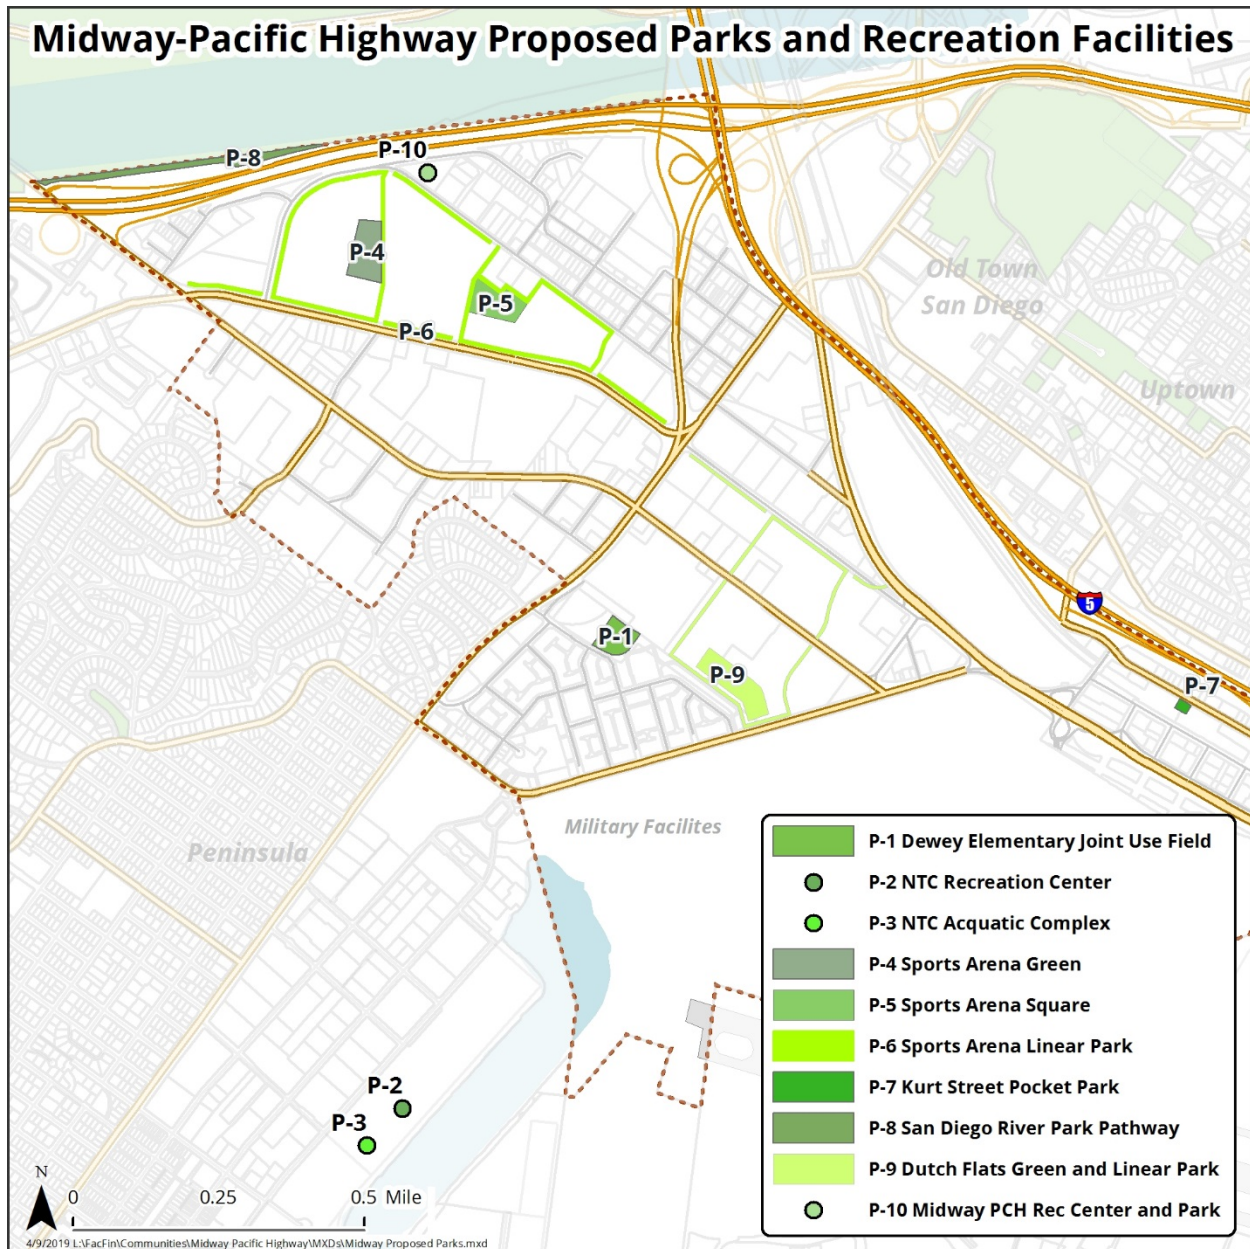 Midway-Pacific Highway Proposed Parks and Recreation Facilities
P-8
P-10
P-4
P-5
P-6
Old Town
San Diego
Uptown
5
P-1
P-9
P-7
Military Facilites
Peninsula
P-2
P-3
P-1 Dewey Elementary Joint Use Field
P-2 NTC Recreation Center
P-3 NTC Acquatic Complex
P-4 Sports Arena Green
P-5 Sports Arena Square
P-6 Sports Arena Linear Park
P-7 Kurt Street Pocket Park
P-8 San Diego River Park Pathway
P-9 Dutch Flats Green and Linear Park
P-10 Midway PCH Rec Center and Park
N
0 0.25 0.5 Mile
4/9/2019 L:\FacFin\Communities\Midway Pacific Highway\MXDs\Midway Proposed Parks.mxd